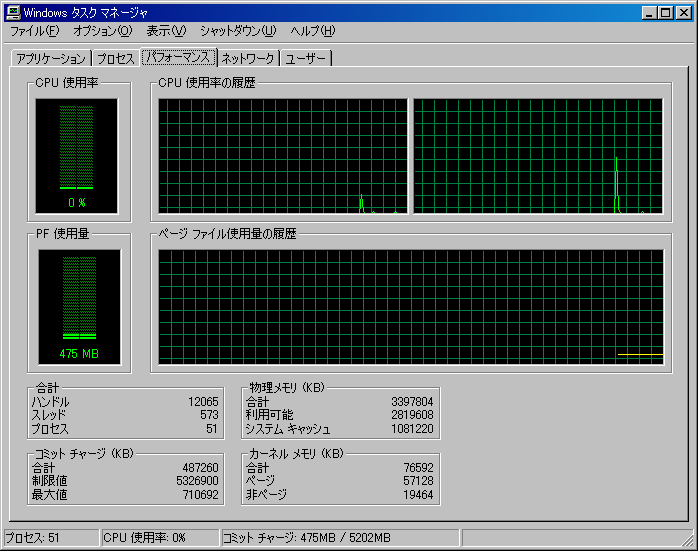 Windows タスク マネージャ
ファイル(F) オプション(O) 表示(V) シャットダウン(U) ヘルプ(H)
アプリケーション プロセス パフォーマンス ネットワーク ユーザー
CPU 使用率
0 %
CPU 使用率の履歴
PF 使用量
475 MB
ページ ファイル使用量の履歴
合計
ハンドル 12065
スレッド 573
プロセス 51
物理メモリ (KB)
合計 3397804
利用可能 2819608
システム キャッシュ 1081220
コミット チャージ (KB)
合計 487260
制限値 5326900
最大値 710692
カーネル メモリ (KB)
合計 76592
ページ 57128
非ページ 19464
プロセス: 51 CPU 使用率: 0% コミット チャージ: 475MB / 5202MB